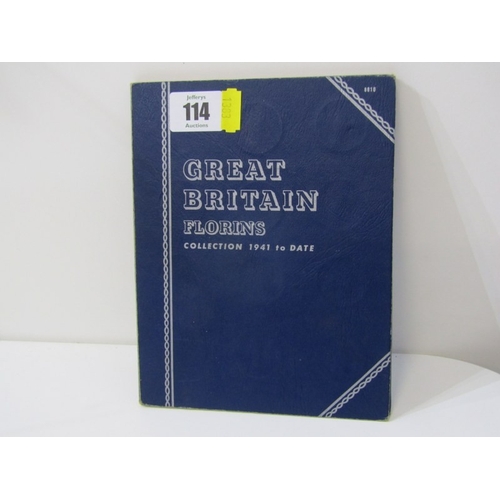 Jefferys
114
Auctions
GREAT
BRITAIN
FLORINS
COLLECTION 1941 to DATE